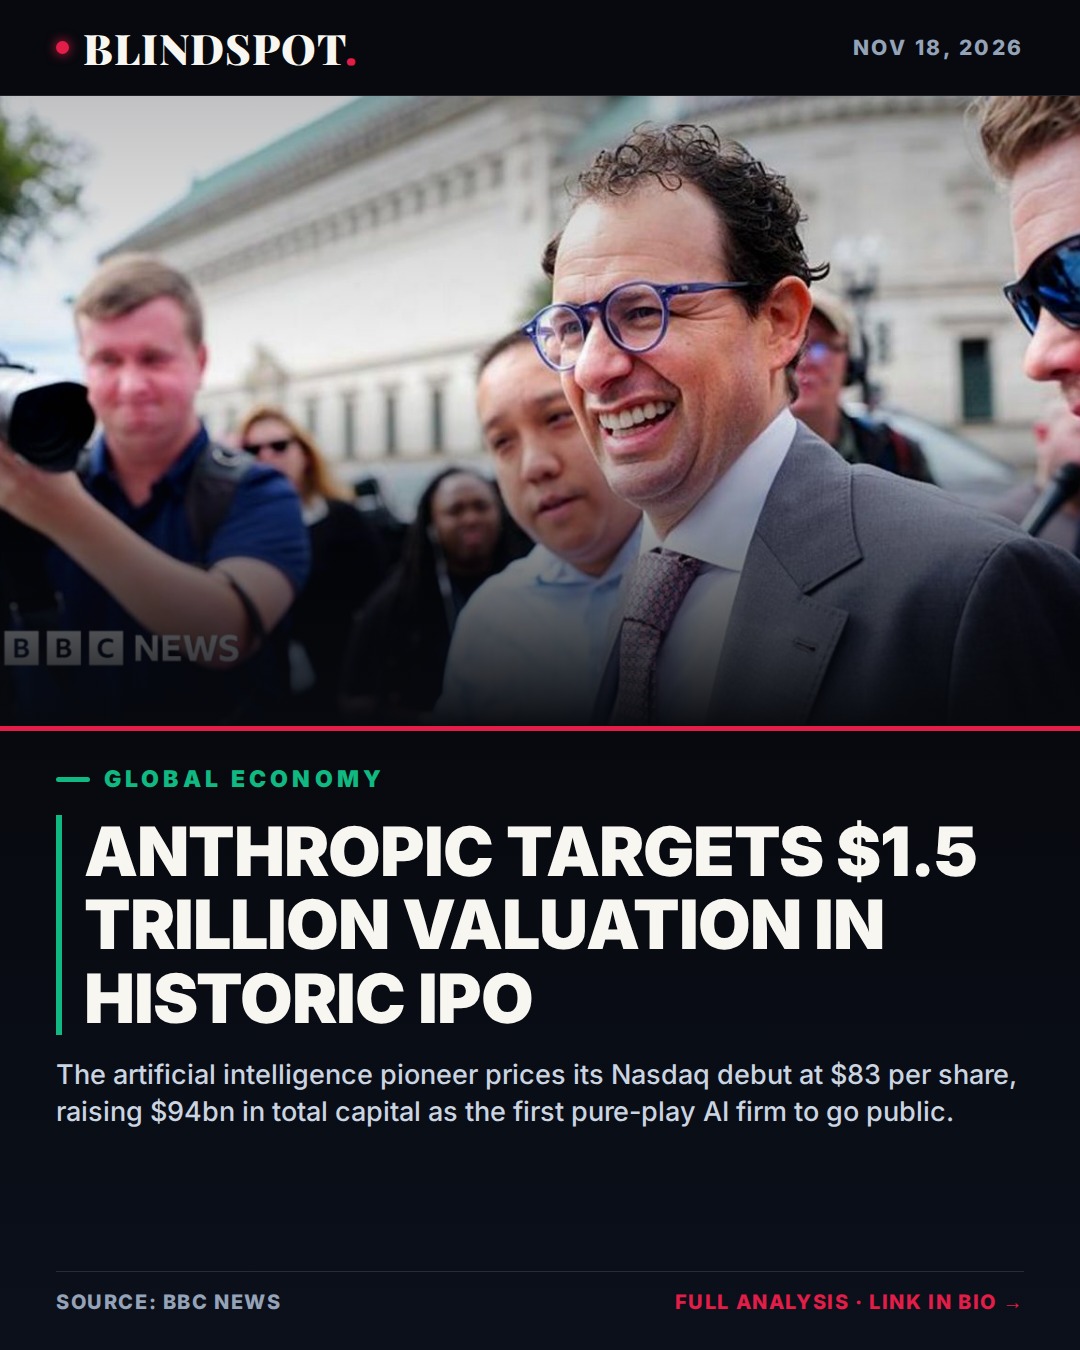 BLINDSPOT.
NOV 18, 2026
BBC NEWS
GLOBAL ECONOMY
ANTHROPIC TARGETS $1.5
TRILLION VALUATION IN
HISTORIC IPO
The artificial intelligence pioneer prices its Nasdaq debut at $83 per share,
raising $94bn in total capital as the first pure-play AI firm to go public.
SOURCE: BBC NEWS
FULL ANALYSIS · LINK IN BIO →